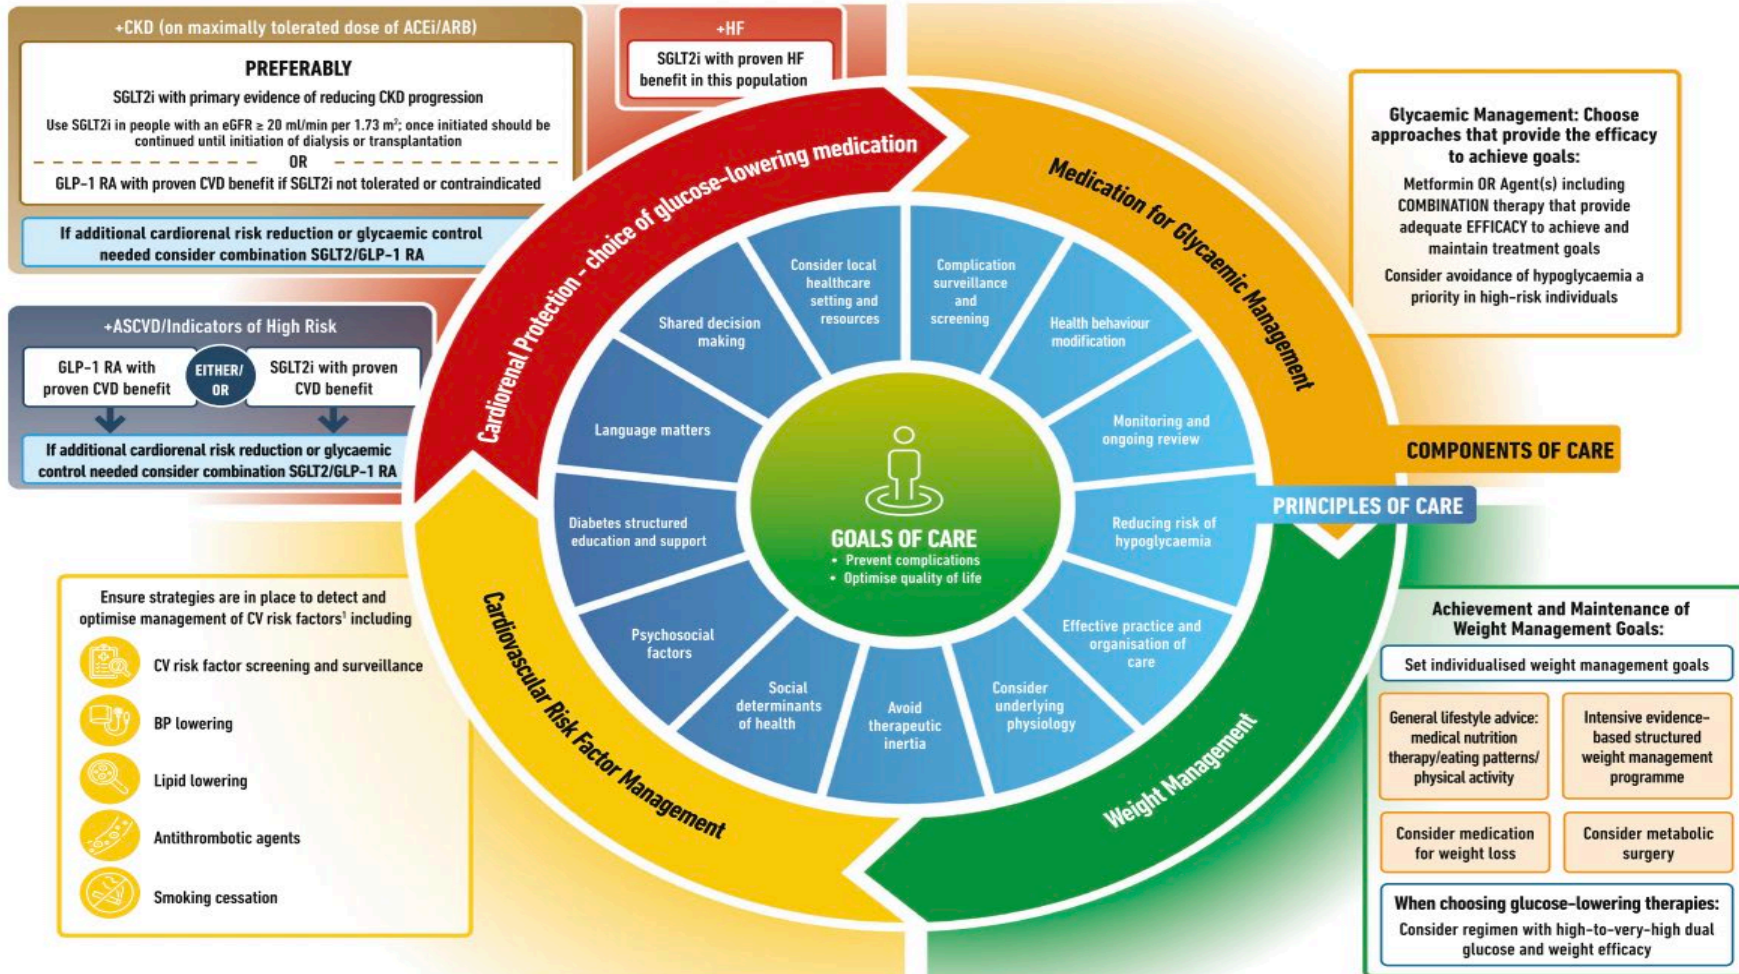 +CKD (on maximally tolerated dose of ACEi/ARB)
PREFERABLY
SGLT2i with primary evidence of reducing CKD progression
Use SGLT2i in people with an eGFR ≥ 20 ml/min per 1.73 m²; once initiated should be
continued until initiation of dialysis or transplantation
OR
GLP-1 RA with proven CVD benefit if SGLT2i not tolerated or contraindicated
If additional cardiorenal risk reduction or glycaemic control
needed consider combination SGLT2/GLP-1 RA
+HF
SGLT2i with proven HF
benefit in this population
+ASCVD/Indicators of High Risk
GLP-1 RA with
proven CVD benefit
EITHER/
OR
SGLT2i with proven
CVD benefit
If additional cardiorenal risk reduction or glycaemic
control needed consider combination SGLT2/GLP-1 RA
Cardiorenal Protection - choice of glucose-lowering medication
Medication for Glycaemic Management
Glycaemic Management: Choose
approaches that provide the efficacy
to achieve goals:
Metformin OR Agent(s) including
COMBINATION therapy that provide
adequate EFFICACY to achieve and
maintain treatment goals
Consider avoidance of hypoglycaemia a
priority in high-risk individuals
COMPONENTS OF CARE
PRINCIPLES OF CARE
Consider local
healthcare
setting and
resources
Complication
surveillance
and
screening
Health behaviour
modification
Monitoring and
ongoing review
Reducing risk of
hypoglycaemia
Effective practice and
organisation of
care
Consider
underlying
physiology
Avoid
therapeutic
inertia
Social
determinants
of health
Psychosocial
factors
Diabetes structured
education and support
Language matters
Shared decision
making
GOALS OF CARE
• Prevent complications
• Optimise quality of life
Cardiovascular Risk Factor Management
Weight Management
Ensure strategies are in place to detect and
optimise management of CV risk factors¹ including
CV risk factor screening and surveillance
BP lowering
Lipid lowering
Antithrombotic agents
Smoking cessation
Achievement and Maintenance of
Weight Management Goals:
Set individualised weight management goals
General lifestyle advice:
medical nutrition
therapy/eating patterns/
physical activity
Intensive evidence-
based structured
weight management
programme
Consider medication
for weight loss
Consider metabolic
surgery
When choosing glucose-lowering therapies:
Consider regimen with high-to-very-high dual
glucose and weight efficacy